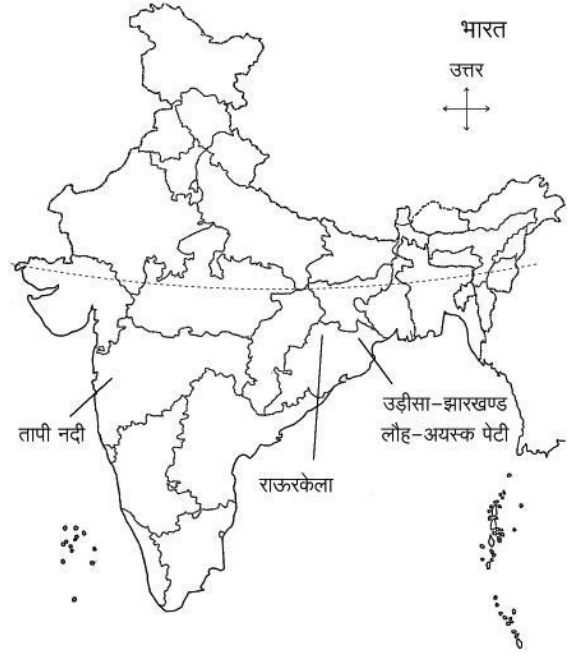 भारत
उत्तर
तापी नदी
उड़ीसा-झारखण्ड
लौह-अयस्क पेटी
राऊरकेला